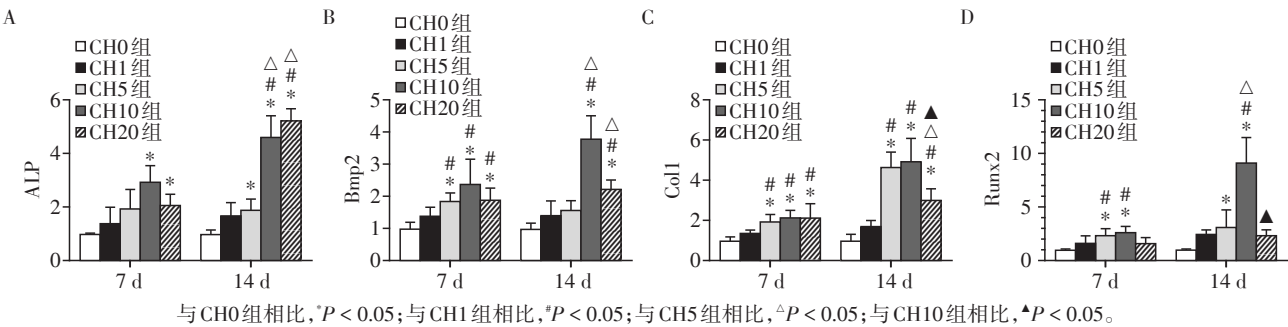 A
CH0组
CH1组
CH5组
CH10组
CH20组
△
#
*
△
#
*
*
*
*
6
4
2
0
ALP
7 d
14 d
B
CH0组
CH1组
CH5组
CH10组
CH20组
△
#
*
#
*
#
*
#
*
△
#
*
5
4
3
2
1
0
Bmp2
7 d
14 d
C
CH0组
CH1组
CH5组
CH10组
CH20组
#
*
#
*
#
*
#
*
#
*
▲
△
#
*
8
6
4
2
0
Col1
7 d
14 d
D
CH0组
CH1组
CH5组
CH10组
CH20组
△
#
*
#
*
#
*
*
▲
15
10
5
4
3
2
1
0
Runx2
7 d
14 d
与CH0组相比,*P < 0.05;与CH1组相比,#P < 0.05;与CH5组相比,△P < 0.05;与CH10组相比,▲P < 0.05。